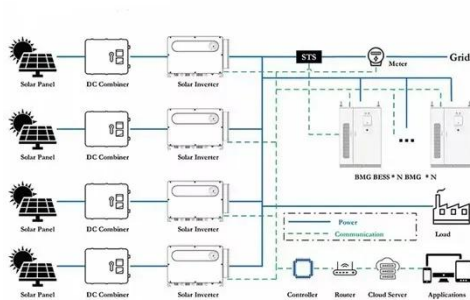 STS
Meter
Grid
Solar Panel
DC Combiner
Solar Inverter
Solar Panel
DC Combiner
Solar Inverter
BMG BESS * N BMG * N
Solar Panel
DC Combiner
Solar Inverter
Power
Communication
Load
Solar Panel
DC Combiner
Solar Inverter
Controller
Router
Cloud Server
Applications